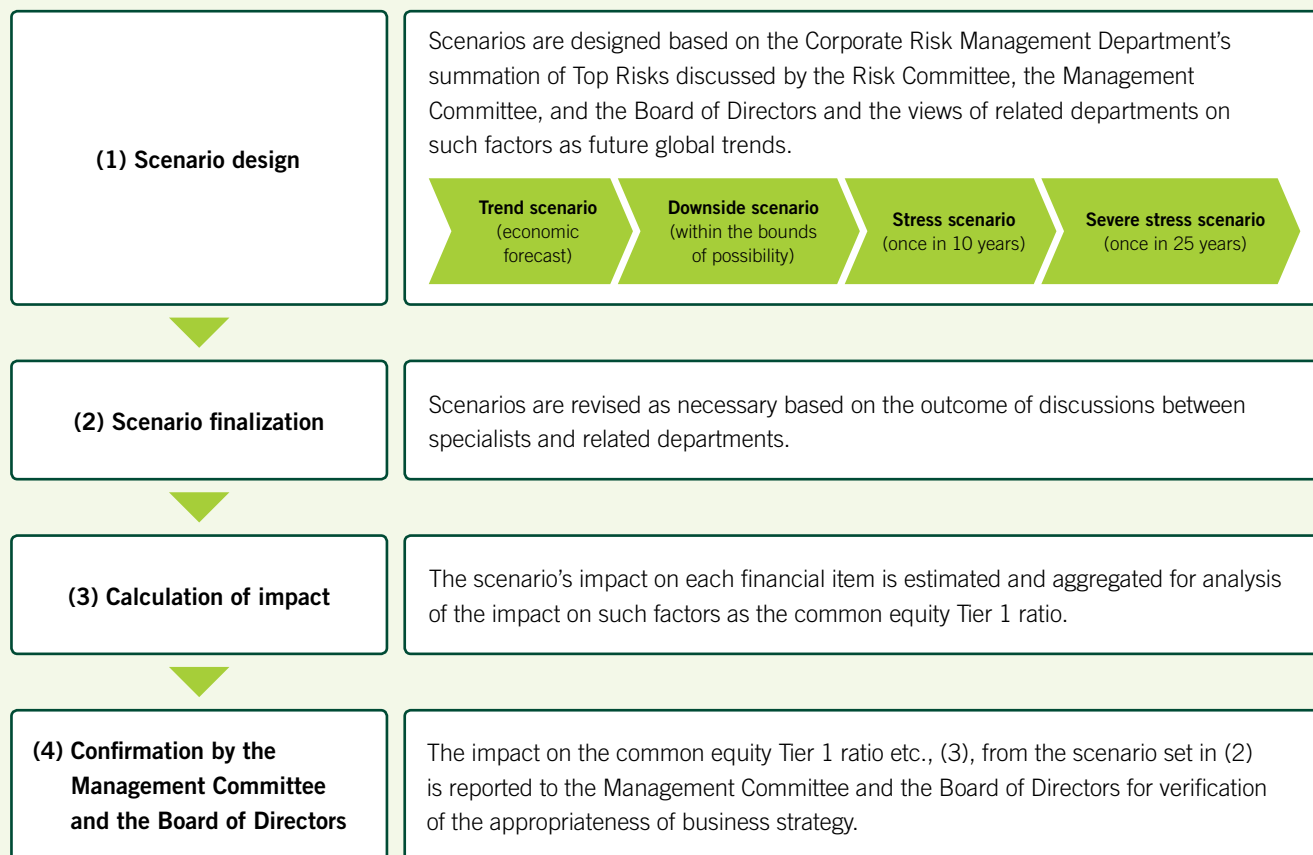 (1) Scenario design
Scenarios are designed based on the Corporate Risk Management Department's
summation of Top Risks discussed by the Risk Committee, the Management
Committee, and the Board of Directors and the views of related departments on
such factors as future global trends.
Trend scenario
(economic
forecast)
Downside scenario
(within the bounds
of possibility)
Stress scenario
(once in 10 years)
Severe stress scenario
(once in 25 years)
(2) Scenario finalization
Scenarios are revised as necessary based on the outcome of discussions between
specialists and related departments.
(3) Calculation of impact
The scenario's impact on each financial item is estimated and aggregated for analysis
of the impact on such factors as the common equity Tier 1 ratio.
(4) Confirmation by the
Management Committee
and the Board of Directors
The impact on the common equity Tier 1 ratio etc., (3), from the scenario set in (2)
is reported to the Management Committee and the Board of Directors for verification
of the appropriateness of business strategy.